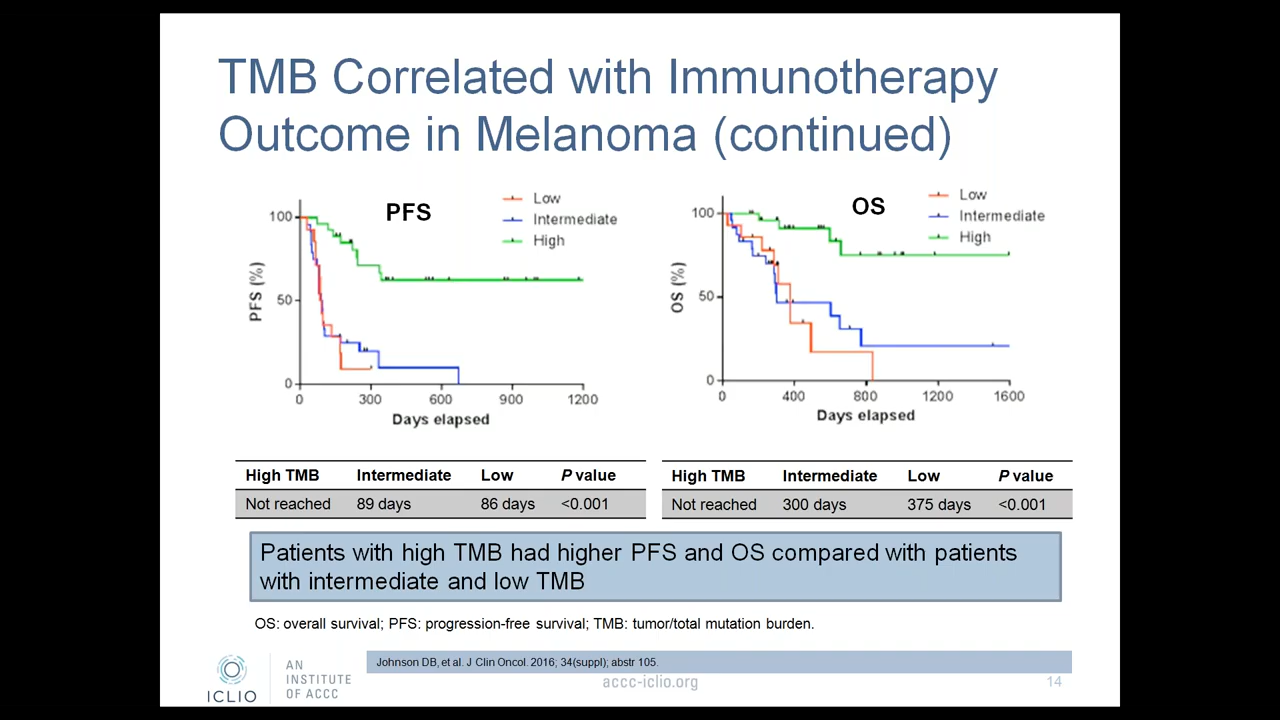 TMB Correlated with Immunotherapy
Outcome in Melanoma (continued)
PFS
Low
Intermediate
High
100
50
0
PFS (%)
0 300 600 900 1200
Days elapsed
OS
Low
Intermediate
High
100
50
0
OS (%)
0 400 800 1200 1600
Days elapsed
High TMB Intermediate Low P value
Not reached 89 days 86 days <0.001
High TMB Intermediate Low P value
Not reached 300 days 375 days <0.001
Patients with high TMB had higher PFS and OS compared with patients
with intermediate and low TMB
OS: overall survival; PFS: progression-free survival; TMB: tumor/total mutation burden.
Johnson DB, et al. J Clin Oncol. 2016; 34(suppl); abstr 105.
ICLIO
AN
INSTITUTE
OF ACCC
accc-iclio.org
14